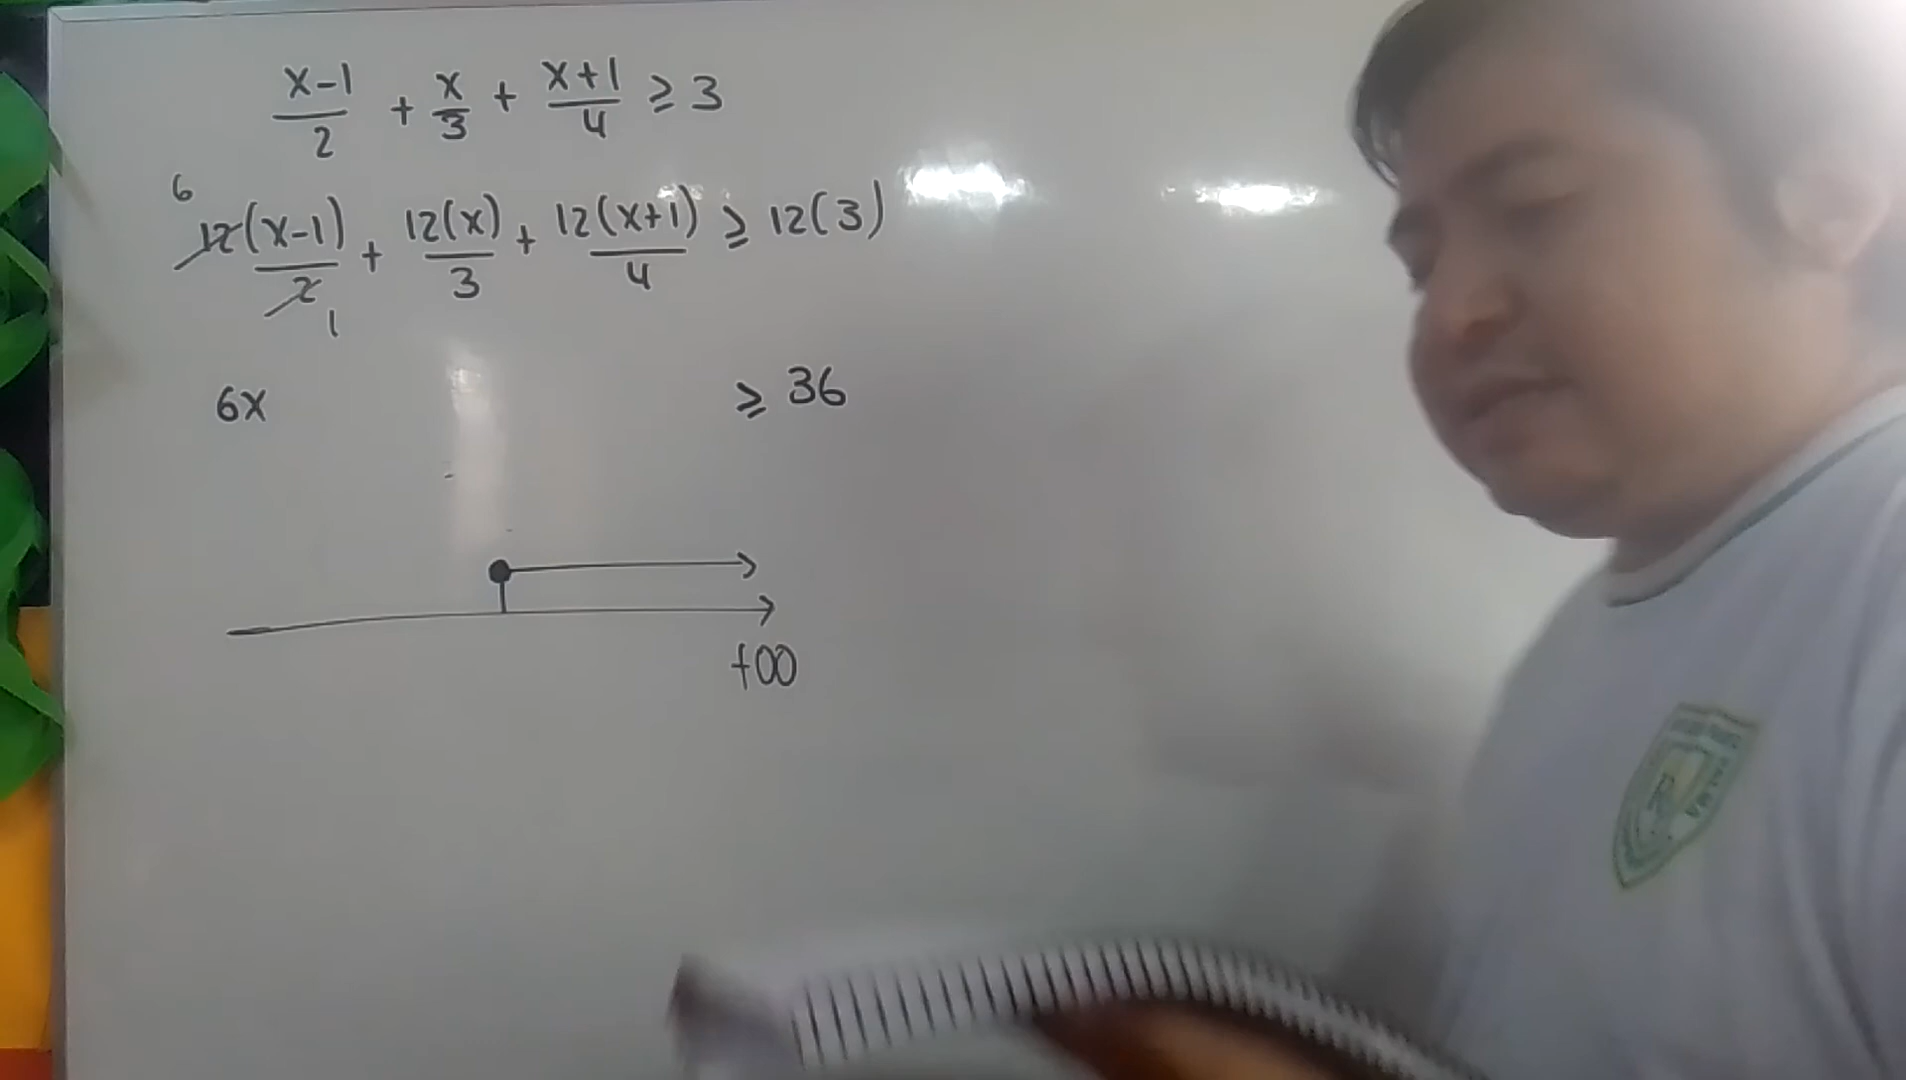 x-1/2 + x/3 + x+1/4 ≥ 3
6
12(x-1)/2 + 12(x)/3 + 12(x+1)/4 ≥ 12(3)
1
6x ≥ 36
+∞
PALMA